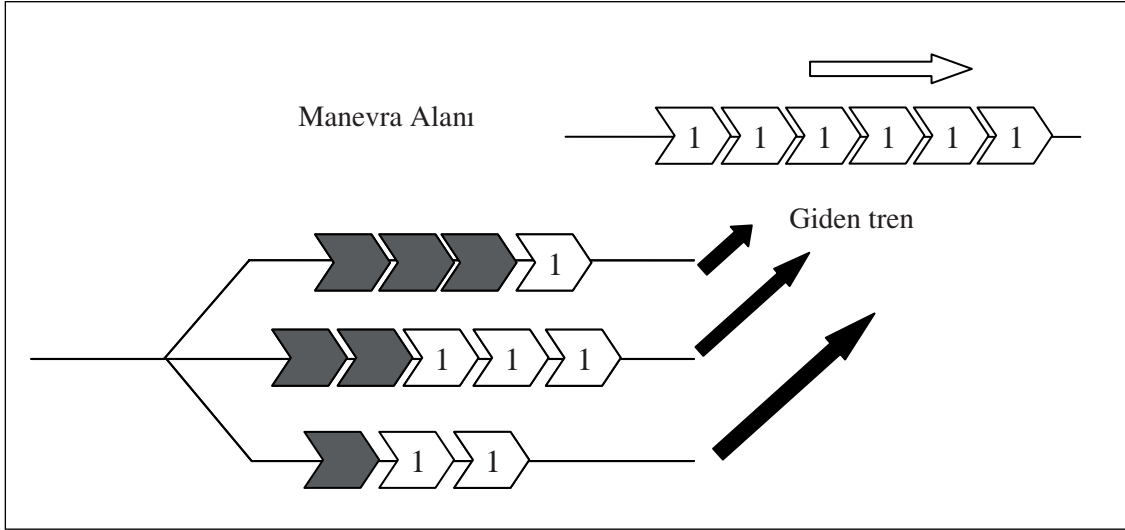 Manevra Alanı
1 1 1 1 1 1
Giden tren
1
1 1 1
1 1